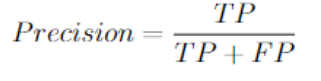 Precision = TP / TP + FP